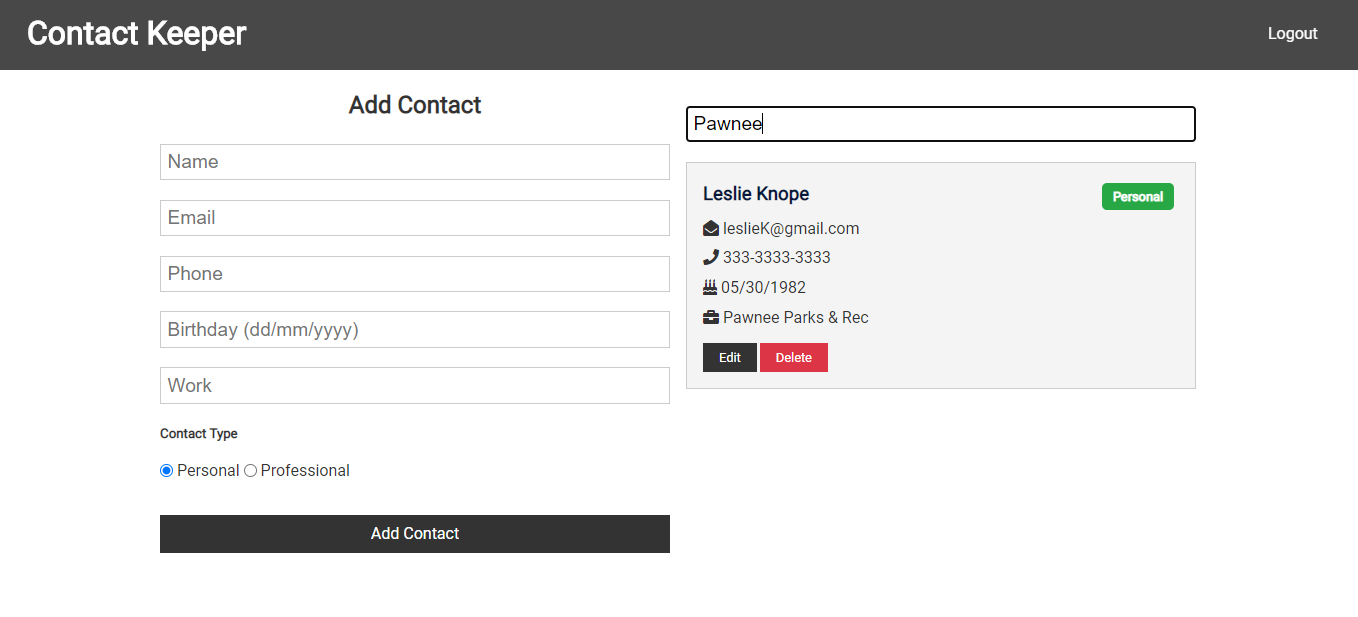 Contact Keeper
Logout
Add Contact
Name
Email
Phone
Birthday (dd/mm/yyyy)
Work
Contact Type
Personal Professional
Add Contact
Pawnee
Leslie Knope
Personal
leslieK@gmail.com
333-3333-3333
05/30/1982
Pawnee Parks & Rec
Edit Delete